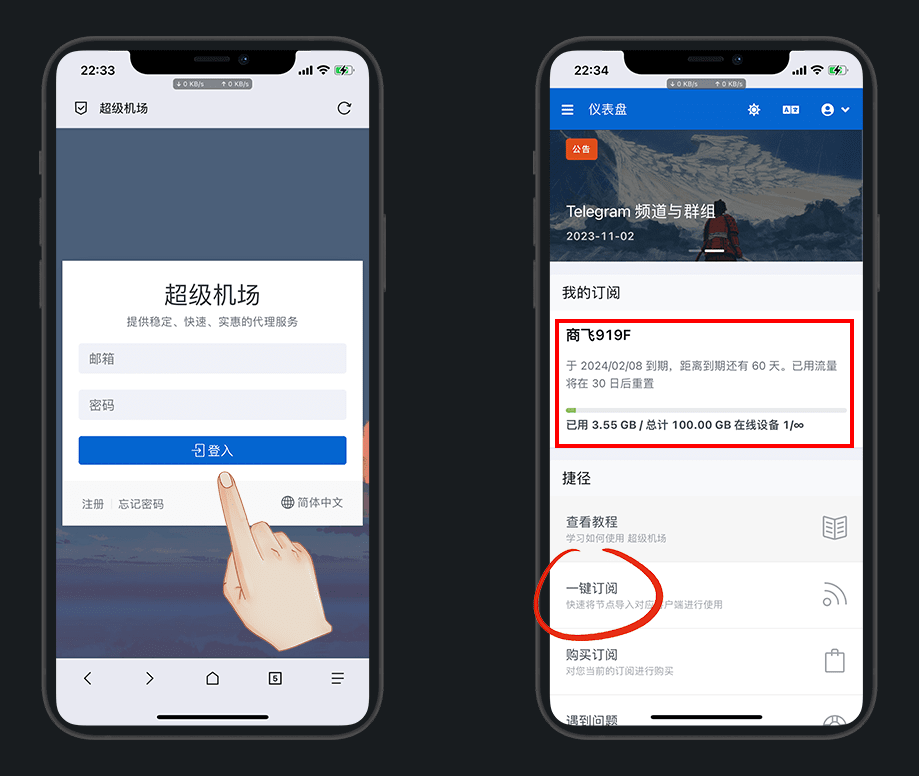 22:33
↓ 0 KB/s ↑ 0 KB/s
超级机场
超级机场
提供稳定、快速、实惠的代理服务
邮箱
密码
登入
注册 | 忘记密码
简体中文
5
22:34
↓ 0 KB/s ↑ 0 KB/s
仪表盘
公告
Telegram 频道与群组
2023-11-02
我的订阅
商飞919F
于 2024/02/08 到期，距离到期还有 60 天。已用流量
将在 30 日后重置
已用 3.55 GB / 总计 100.00 GB 在线设备 1/∞
捷径
查看教程
学习如何使用 超级机场
一键订阅
快速将节点导入对应客户端进行使用
购买订阅
对您当前的订阅进行购买
遇到问题